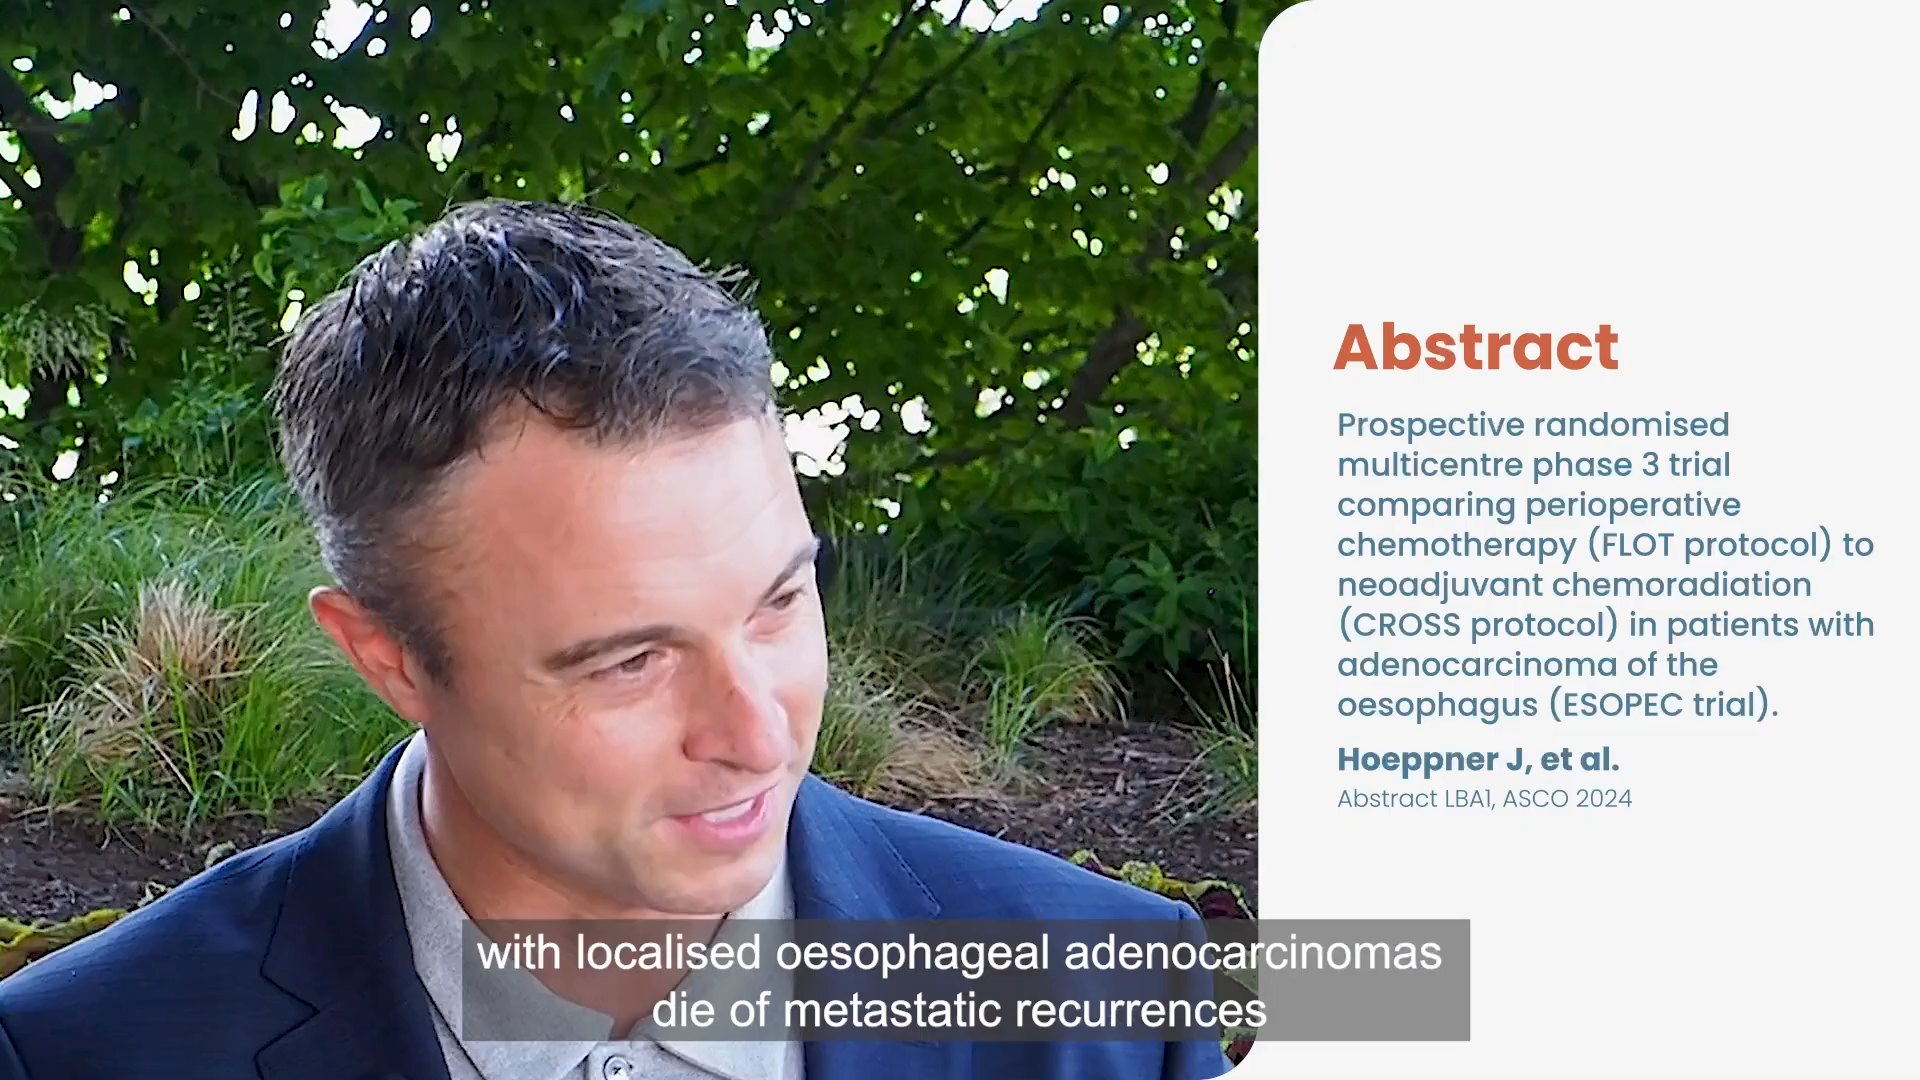 Abstract
Prospective randomised
multicentre phase 3 trial
comparing perioperative
chemotherapy (FLOT protocol) to
neoadjuvant chemoradiation
(CROSS protocol) in patients with
adenocarcinoma of the
oesophagus (ESOPEC trial).
Hoeppner J, et al.
Abstract LBA1, ASCO 2024
with localised oesophageal adenocarcinomas
die of metastatic recurrences